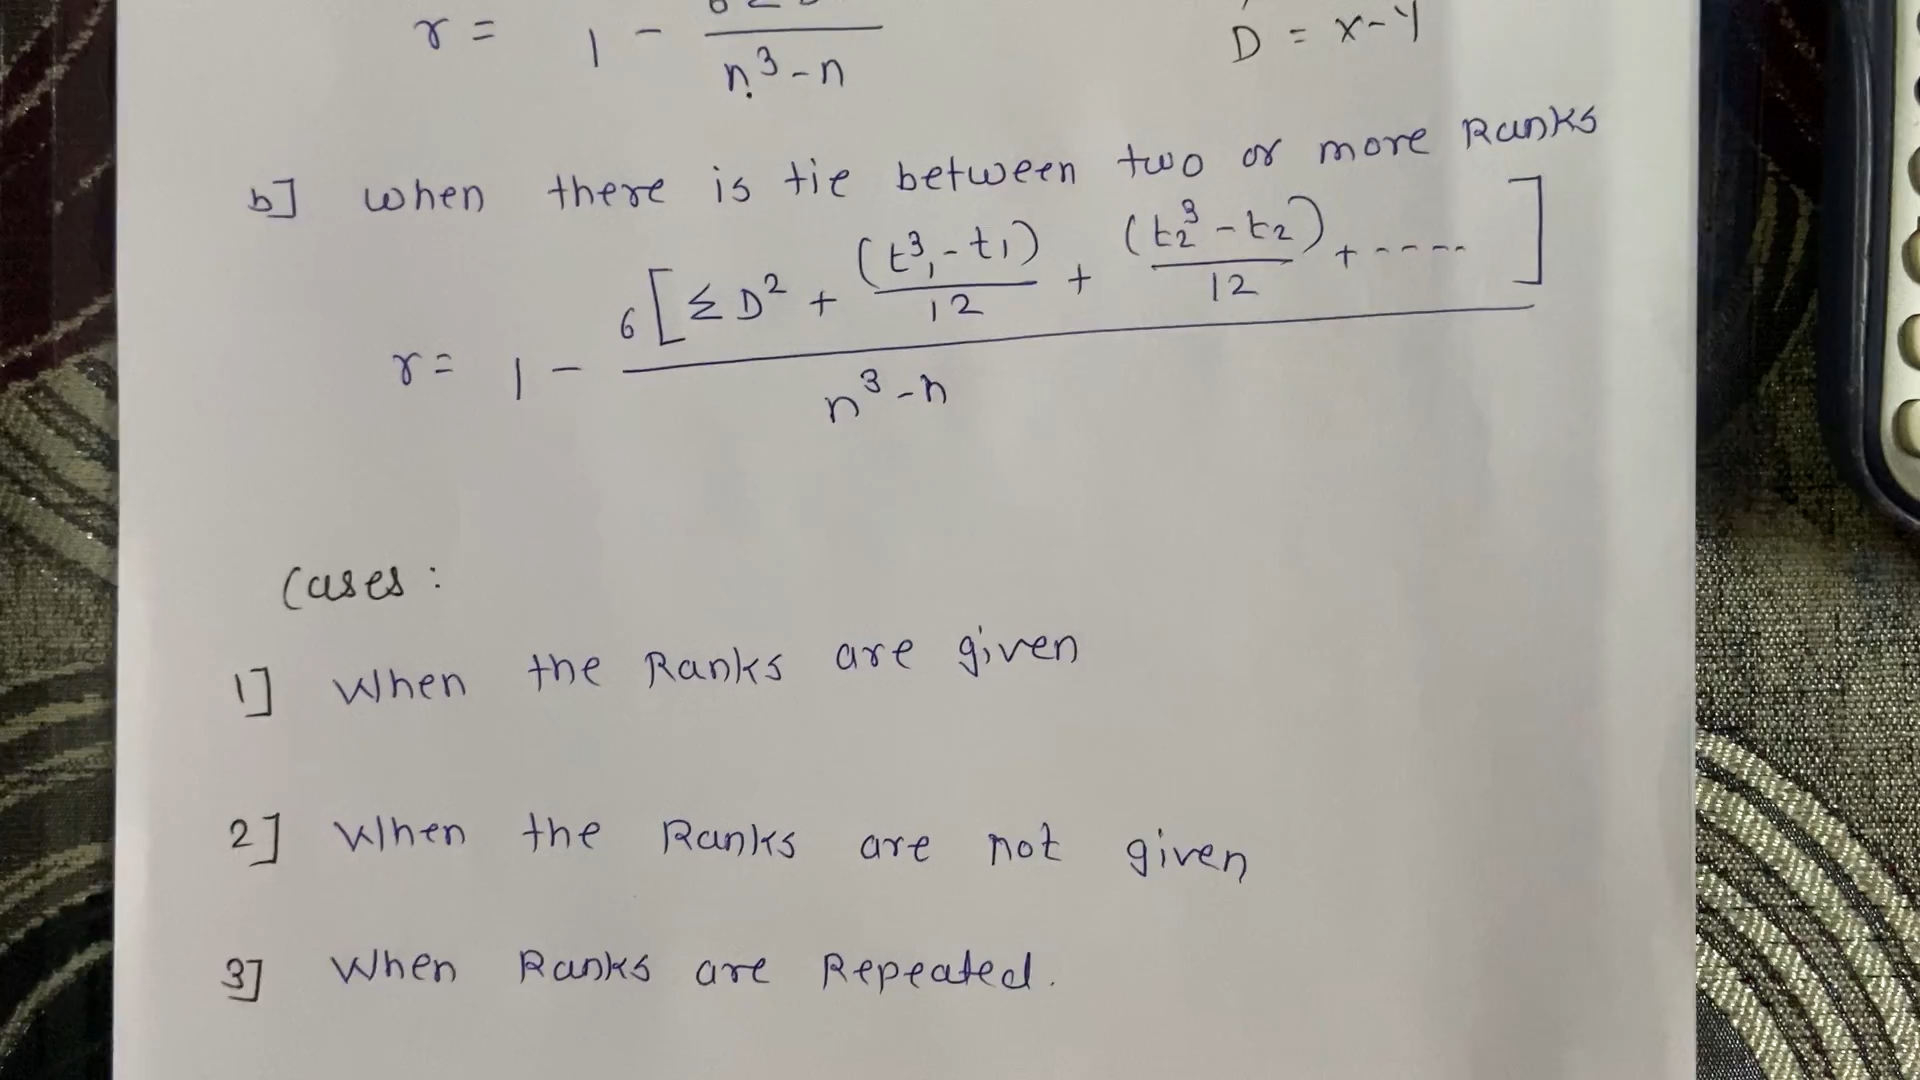 r = 1 - 6ΣD / n³-n    D = x-y
b] when there is tie between two or more Ranks
r = 1 - 6[ΣD² + (t³₁-t₁)/12 + (t₂³-t₂)/12 + -----] / n³-n
Cases :
1] When the Ranks are given
2] When the Ranks are not given
3] When Ranks are Repeated.